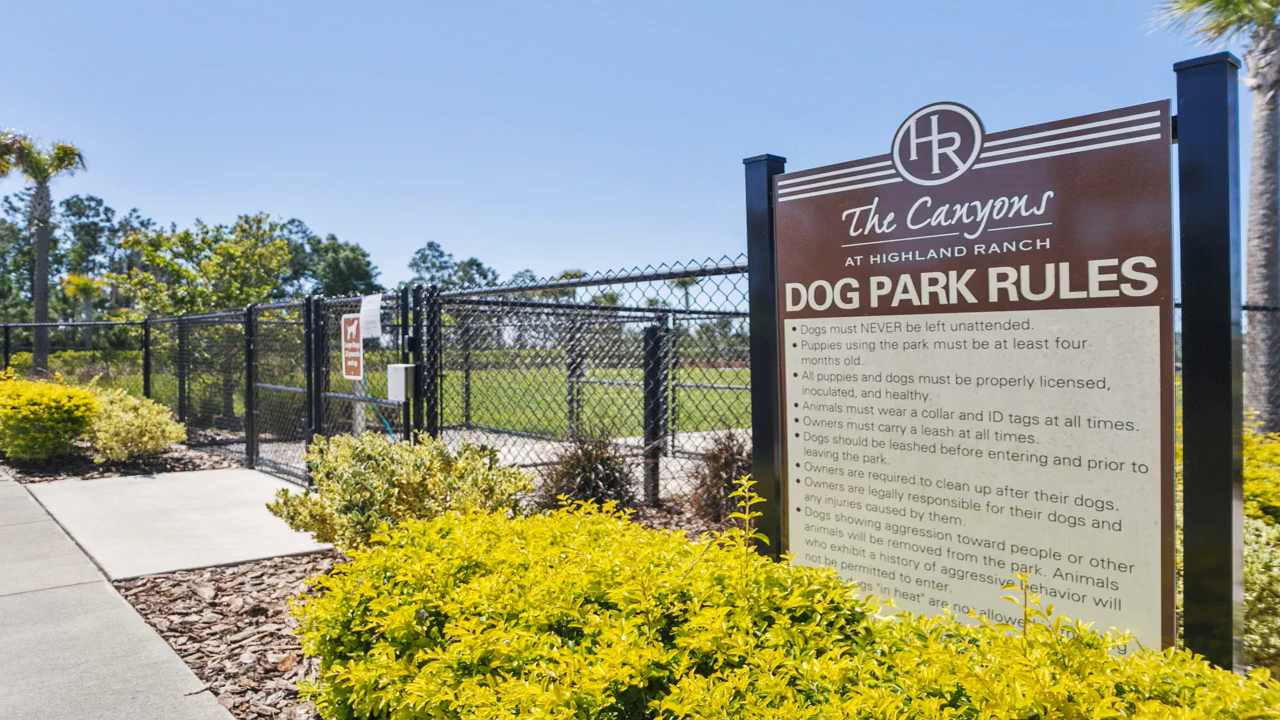 HR
The Canyons
AT HIGHLAND RANCH
DOG PARK RULES
• Dogs must NEVER be left unattended.
• Puppies using the park must be at least four
months old.
• All puppies and dogs must be properly licensed,
inoculated, and healthy.
• Animals must wear a collar and ID tags at all times.
• Owners must carry a leash at all times.
• Dogs should be leashed before entering and prior to
leaving the park.
• Owners are required to clean up after their dogs.
• Owners are legally responsible for their dogs and
any injuries caused by them.
• Dogs showing aggression toward people or other
animals will be removed from the park. Animals
who exhibit a history of aggressive behavior will
not be permitted to enter.
"in heat" are not